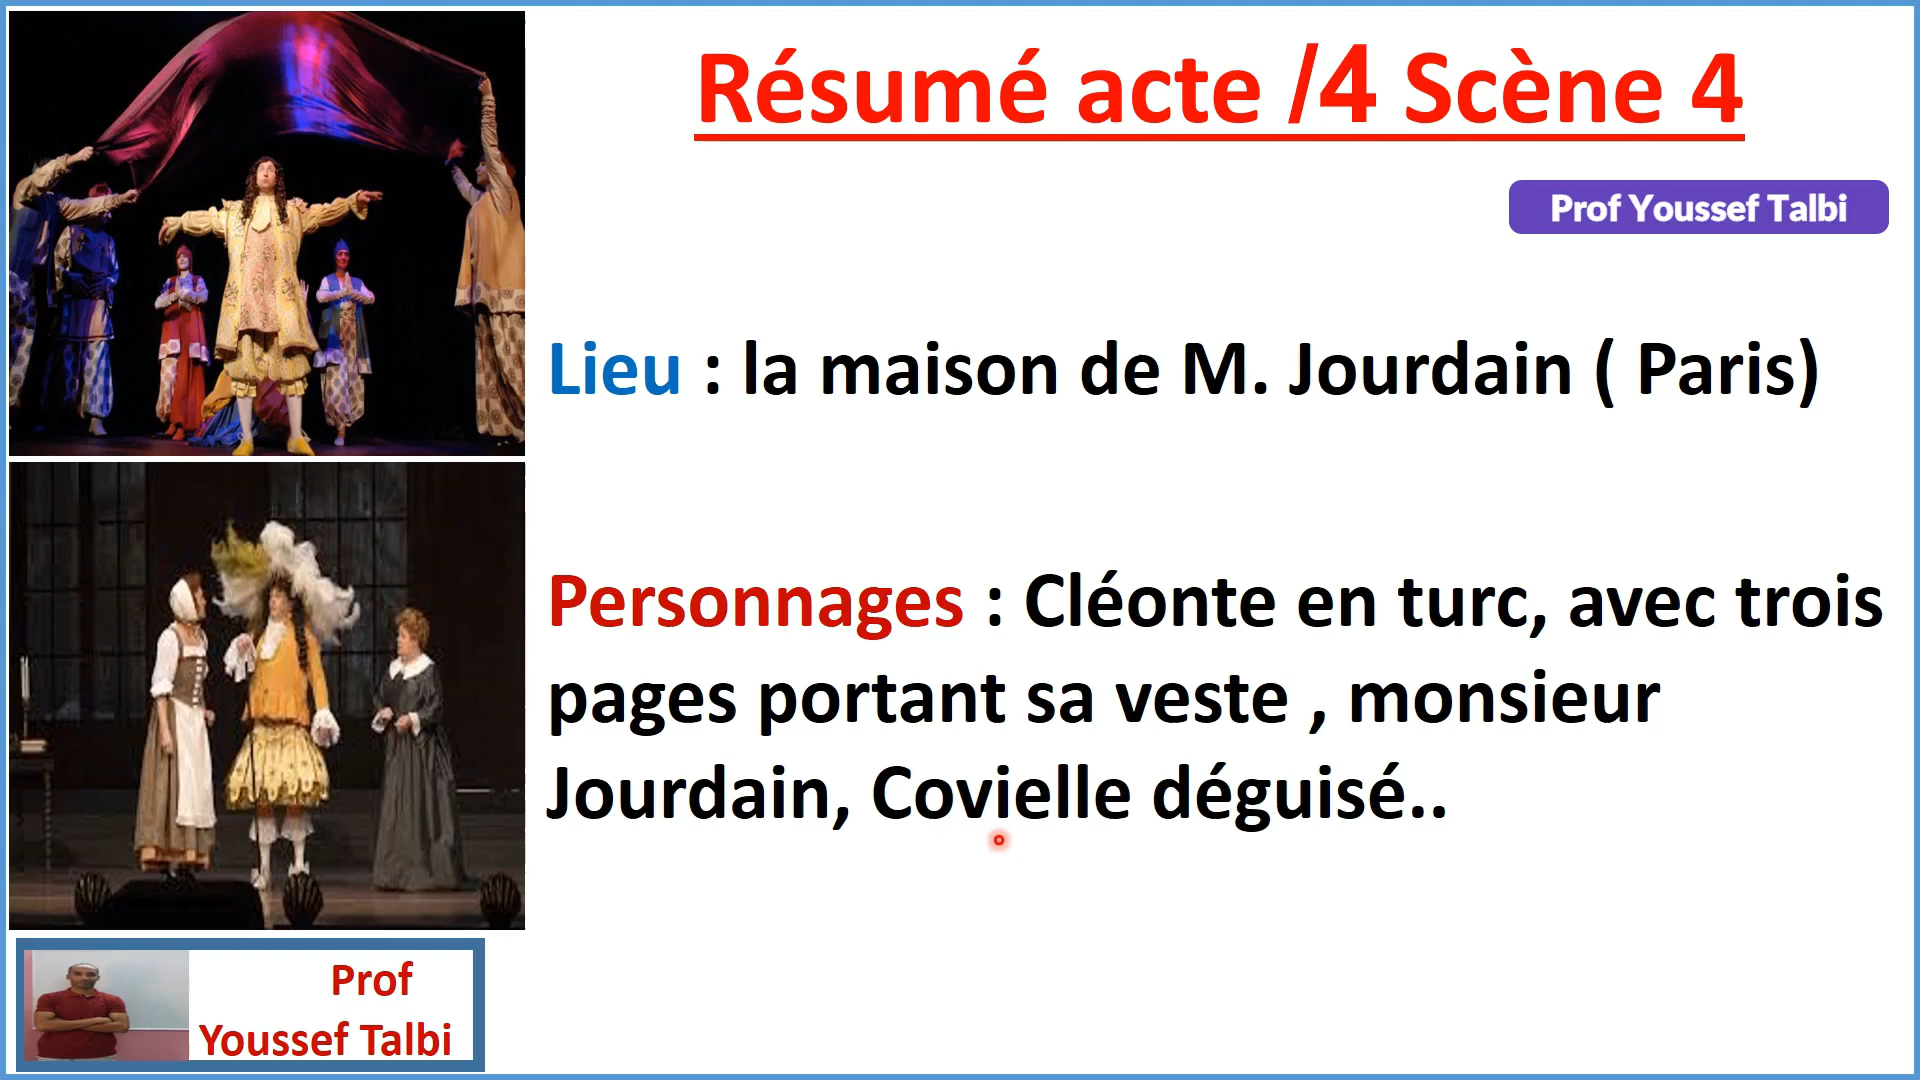 Résumé acte /4 Scène 4
Prof Youssef Talbi
Lieu : la maison de M. Jourdain ( Paris)
Personnages : Cléonte en turc, avec trois
pages portant sa veste , monsieur
Jourdain, Covielle déguisé..
Prof
Youssef Talbi